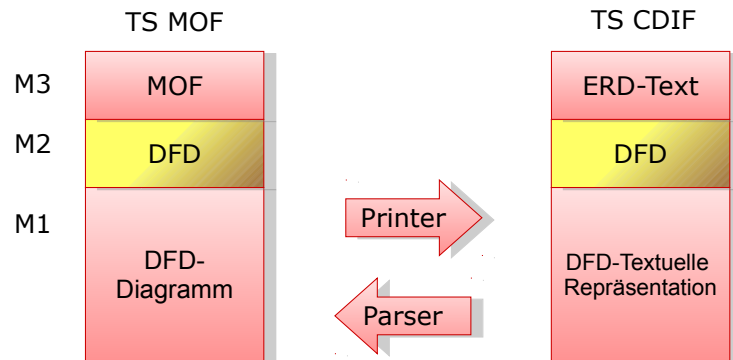 TS MOF
TS CDIF
M3
MOF
ERD-Text
M2
DFD
DFD
M1
Printer
DFD-
Diagramm
DFD-Textuelle
Repräsentation
Parser